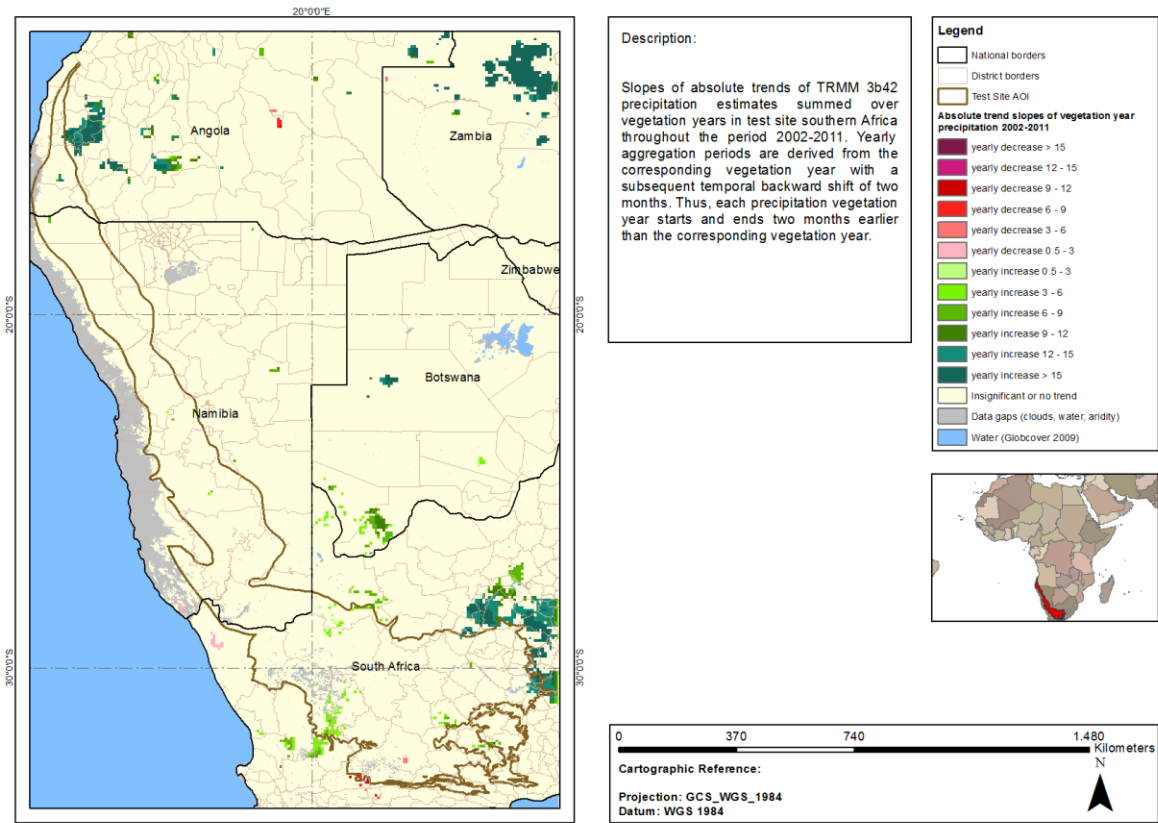 20°0'0"E
Angola
Zambia
Zimbabwe
20°0'0"S
20°0'0"S
Botswana
Namibia
30°0'0"S
30°0'0"S
South Africa
Description:
Slopes of absolute trends of TRMM 3b42
precipitation estimates summed over
vegetation years in test site southern Africa
throughout the period 2002-2011. Yearly
aggregation periods are derived from the
corresponding vegetation year with a
subsequent temporal backward shift of two
months. Thus, each precipitation vegetation
year starts and ends two months earlier
than the corresponding vegetation year.
Legend
National borders
District borders
Test Site AOI
Absolute trend slopes of vegetation year
precipitation 2002-2011
yearly decrease > 15
yearly decrease 12 - 15
yearly decrease 9 - 12
yearly decrease 6 - 9
yearly decrease 3 - 6
yearly decrease 0.5 - 3
yearly increase 0.5 - 3
yearly increase 3 - 6
yearly increase 6 - 9
yearly increase 9 - 12
yearly increase 12 - 15
yearly increase > 15
Insignificant or no trend
Data gaps (clouds, water, aridity)
Water (Globcover 2009)
0 370 740 1.480
Kilometers
N
Cartographic Reference:
Projection: GCS_WGS_1984
Datum: WGS 1984